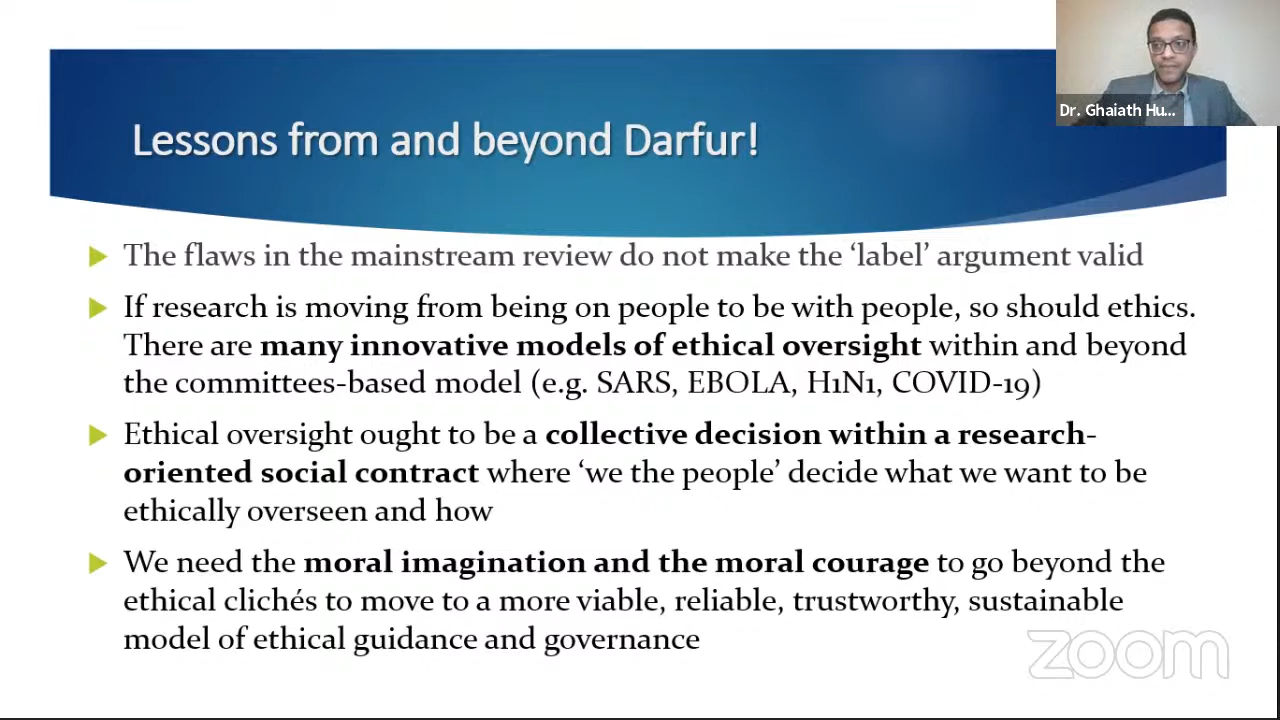 Dr. Ghaiath Hu...
Lessons from and beyond Darfur!
The flaws in the mainstream review do not make the ‘label’ argument valid
If research is moving from being on people to be with people, so should ethics.
There are many innovative models of ethical oversight within and beyond
the committees-based model (e.g. SARS, EBOLA, H1N1, COVID-19)
Ethical oversight ought to be a collective decision within a research-
oriented social contract where ‘we the people’ decide what we want to be
ethically overseen and how
We need the moral imagination and the moral courage to go beyond the
ethical clichés to move to a more viable, reliable, trustworthy, sustainable
model of ethical guidance and governance
zoom